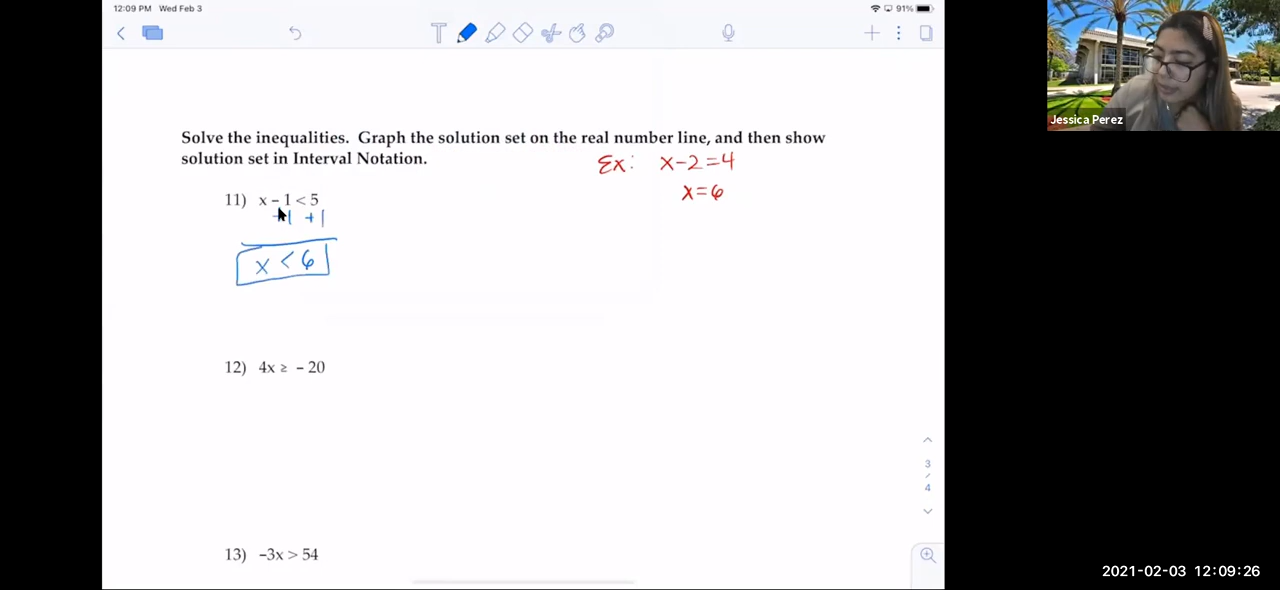 12:09 PM Wed Feb 3
91%
T
Solve the inequalities. Graph the solution set on the real number line, and then show
solution set in Interval Notation.
Ex: x-2=4
x=6
11) x - 1 < 5
+1 +1
x < 6
12) 4x ≥ - 20
13) -3x > 54
3
/
4
Jessica Perez
2021-02-03 12:09:26